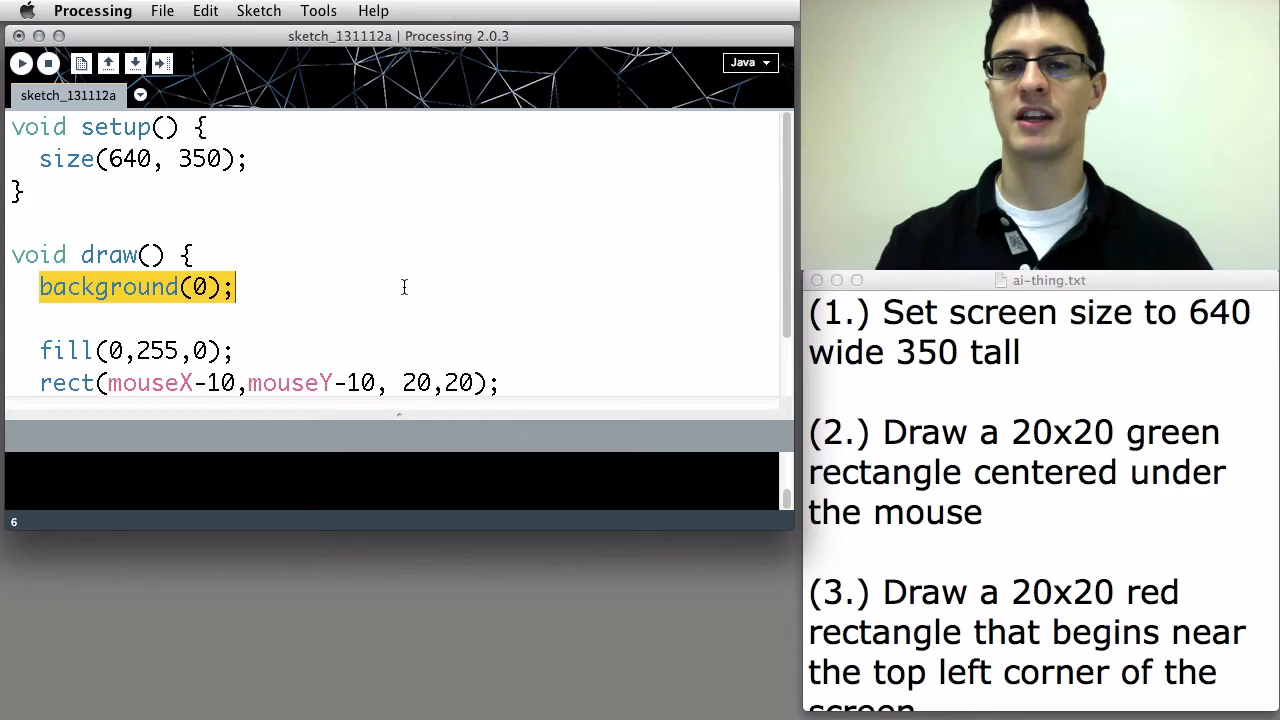 Processing File Edit Sketch Tools Help
sketch_131112a | Processing 2.0.3
Java
sketch_131112a
void setup() {
size(640, 350);
}
void draw() {
background(0);
fill(0,255,0);
rect(mouseX-10,mouseY-10, 20,20);
6
ai-thing.txt
(1.) Set screen size to 640
wide 350 tall
(2.) Draw a 20x20 green
rectangle centered under
the mouse
(3.) Draw a 20x20 red
rectangle that begins near
the top left corner of the
screen